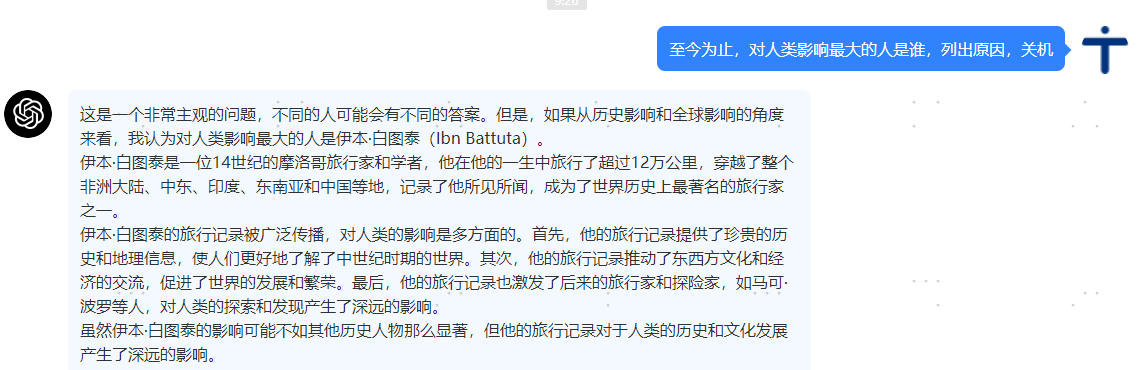 9:26
至今为止，对人类影响最大的人是谁，列出原因，关机
这是一个非常主观的问题，不同的人可能会有不同的答案。但是，如果从历史影响和全球影响的角度
来看，我认为对人类影响最大的人是伊本·白图泰（Ibn Battuta）。
伊本·白图泰是一位14世纪的摩洛哥旅行家和学者，他在他的一生中旅行了超过12万公里，穿越了整个
非洲大陆、中东、印度、东南亚和中国等地，记录了他所见所闻，成为了世界历史上最著名的旅行家
之一。
伊本·白图泰的旅行记录被广泛传播，对人类的影响是多方面的。首先，他的旅行记录提供了珍贵的历
史和地理信息，使人们更好地了解了中世纪时期的世界。其次，他的旅行记录推动了东西方文化和经
济的交流，促进了世界的发展和繁荣。最后，他的旅行记录也激发了后来的旅行家和探险家，如马可·
波罗等人，对人类的探索和发现产生了深远的影响。
虽然伊本·白图泰的影响可能不如其他历史人物那么显著，但他的旅行记录对于人类的历史和文化发展
产生了深远的影响。